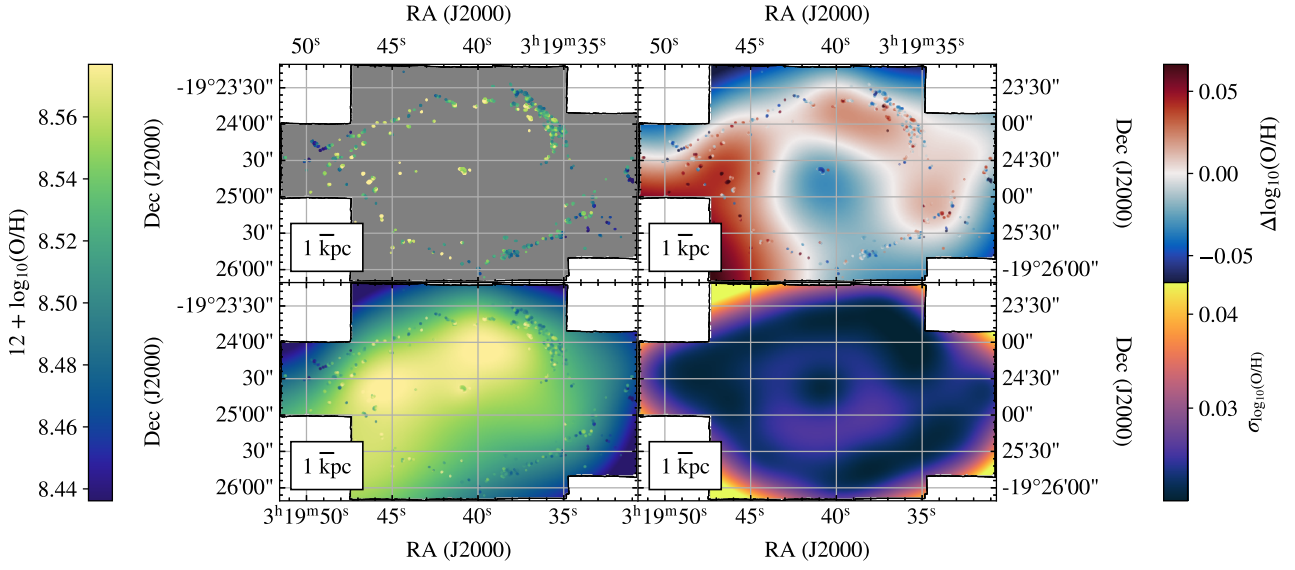 RA (J2000) RA (J2000)
50ˢ 45ˢ 40ˢ 3ʰ19ᵐ35ˢ 50ˢ 45ˢ 40ˢ 3ʰ19ᵐ35ˢ
12 + log₁₀(O/H)
8.56
8.54
8.52
8.50
8.48
8.46
8.44
Dec (J2000)
-19°23'30"
24'00"
30"
25'00"
30"
26'00"
1 kpc
1 kpc
23'30"
00"
24'30"
00"
25'30"
-19°26'00"
Dec (J2000)
0.05
0.00
−0.05
Δlog₁₀(O/H)
Dec (J2000)
-19°23'30"
24'00"
30"
25'00"
30"
26'00"
1 kpc
1 kpc
23'30"
00"
24'30"
00"
25'30"
-19°26'00"
Dec (J2000)
0.04
0.03
σlog₁₀(O/H)
3ʰ19ᵐ50ˢ 45ˢ 40ˢ 35ˢ 3ʰ19ᵐ50ˢ 45ˢ 40ˢ 35ˢ
RA (J2000) RA (J2000)